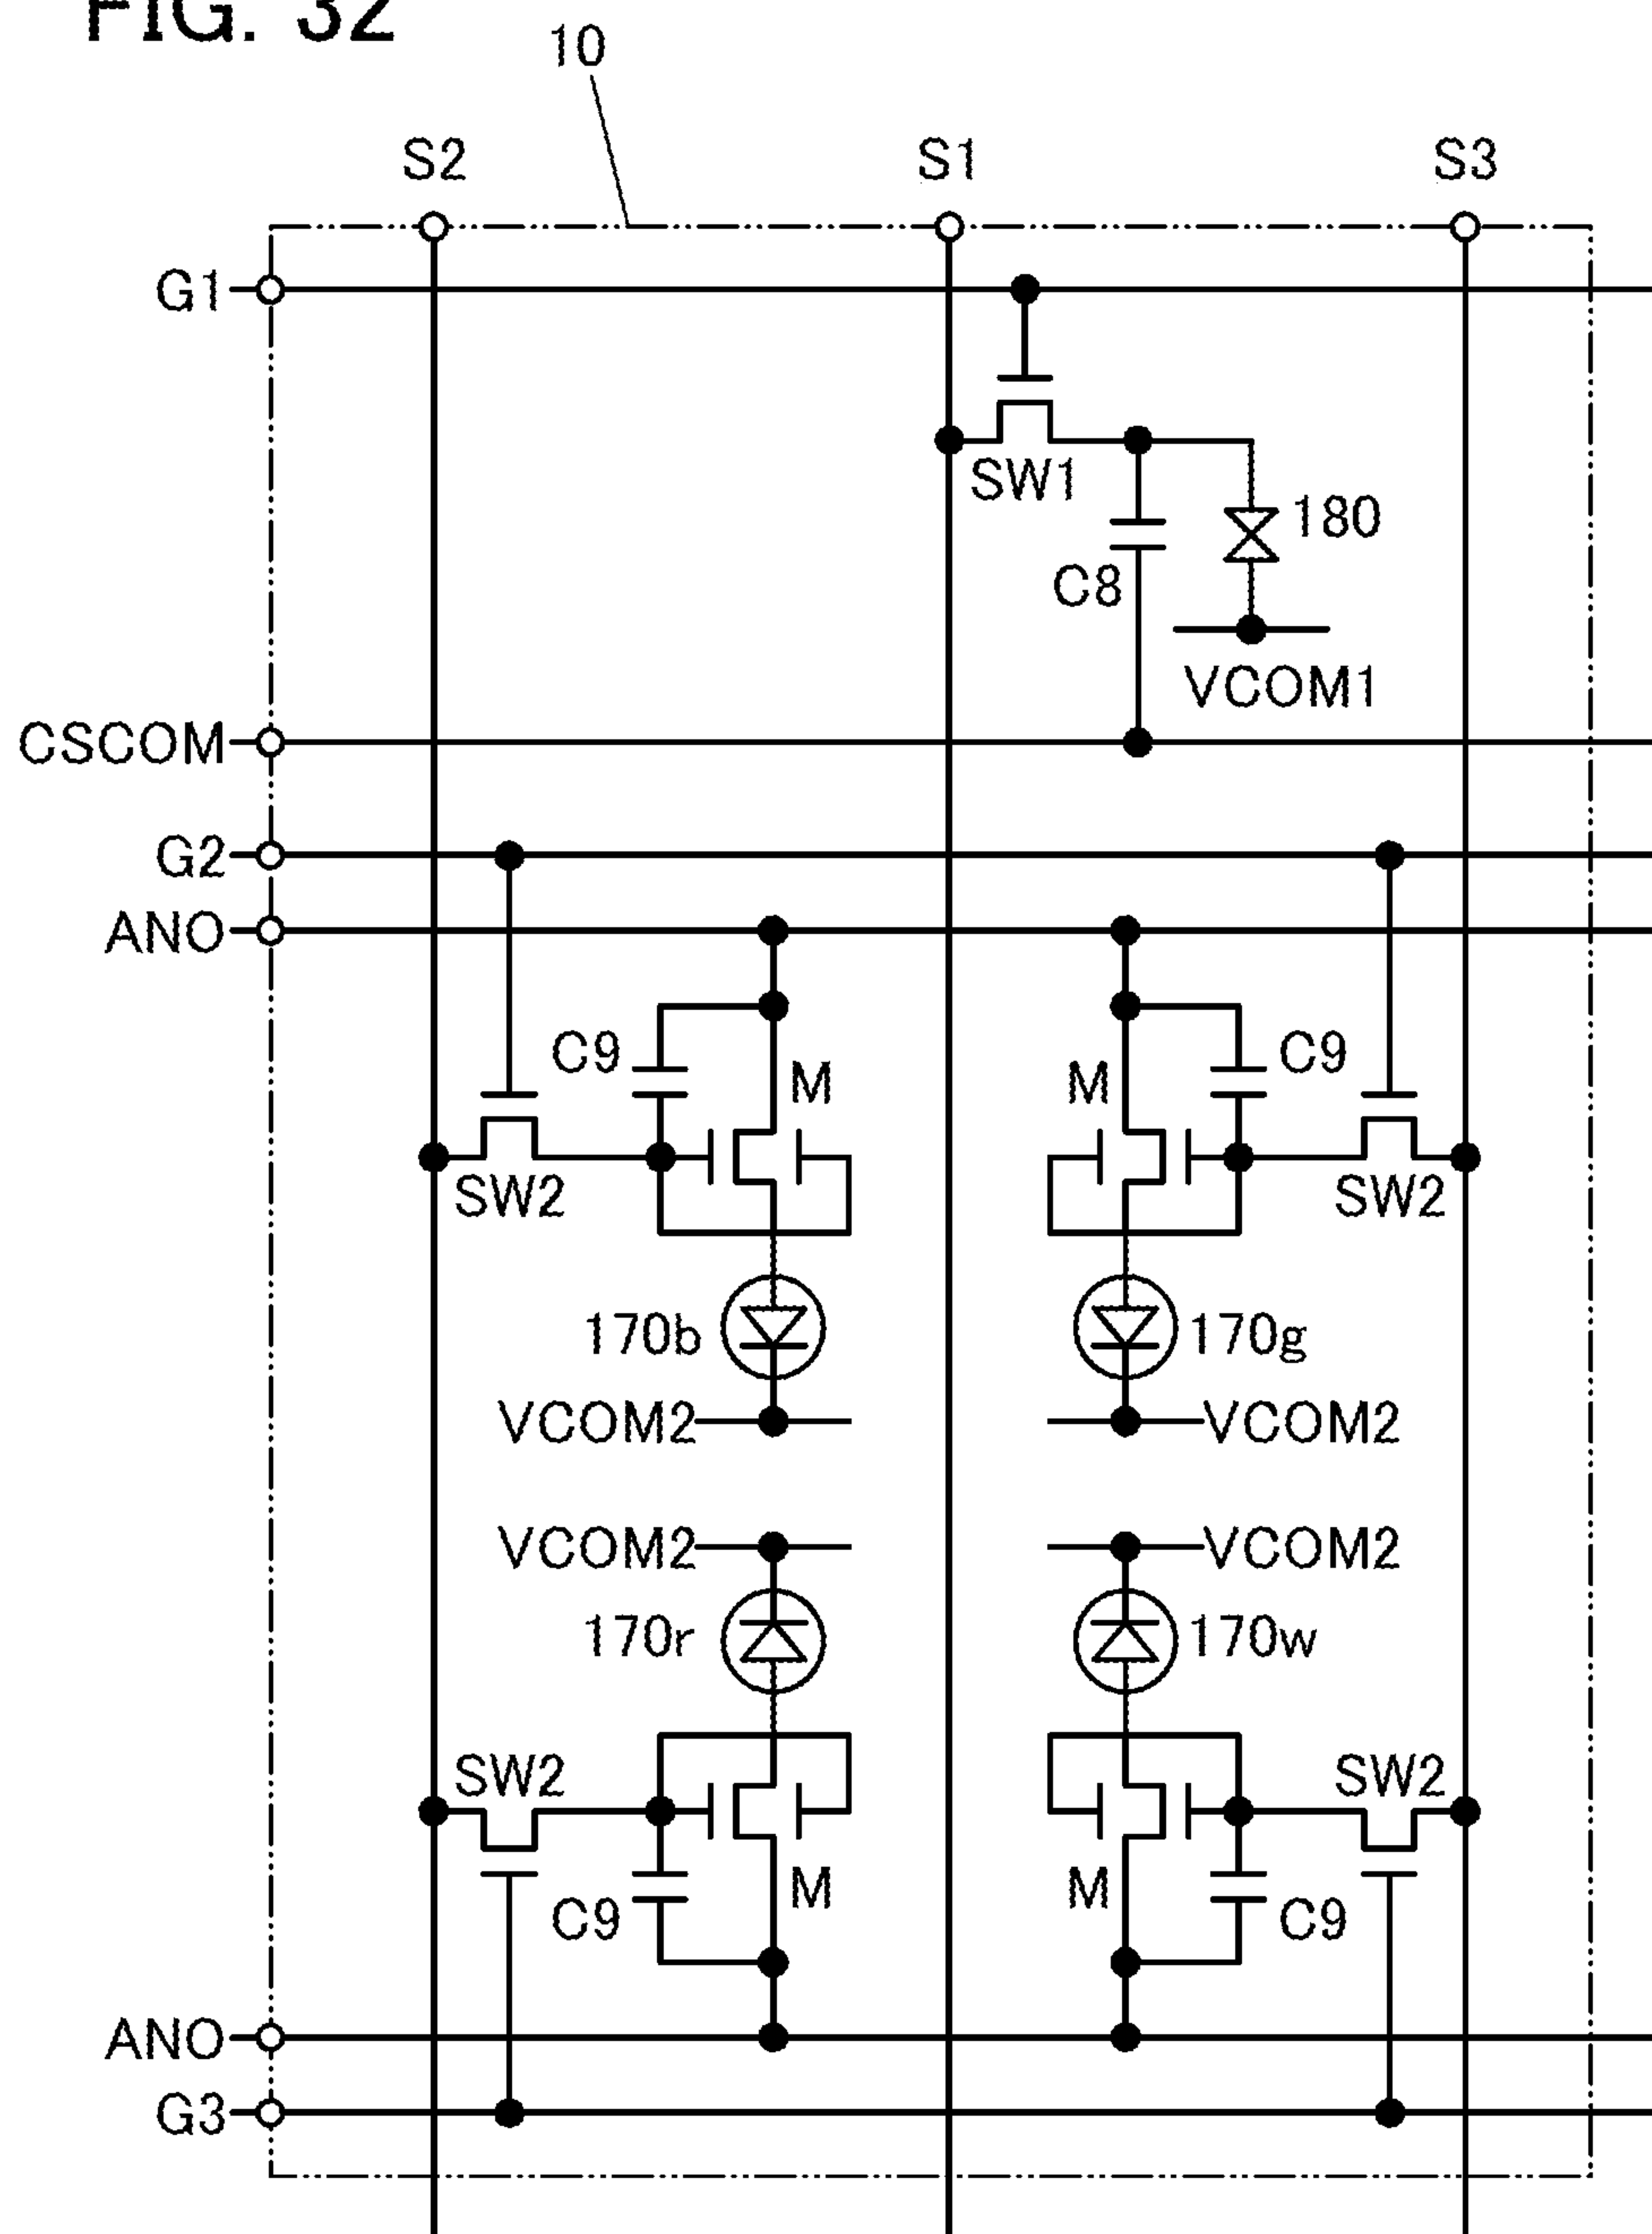 FIG. 32
10
S2 S1 S3
G1
SW1
180
C8
VCOM1
CSCOM
G2
ANO
C9 M M C9
SW2 SW2
170b 170g
VCOM2 VCOM2
VCOM2 VCOM2
170r 170w
SW2 SW2
C9 M M C9
ANO
G3